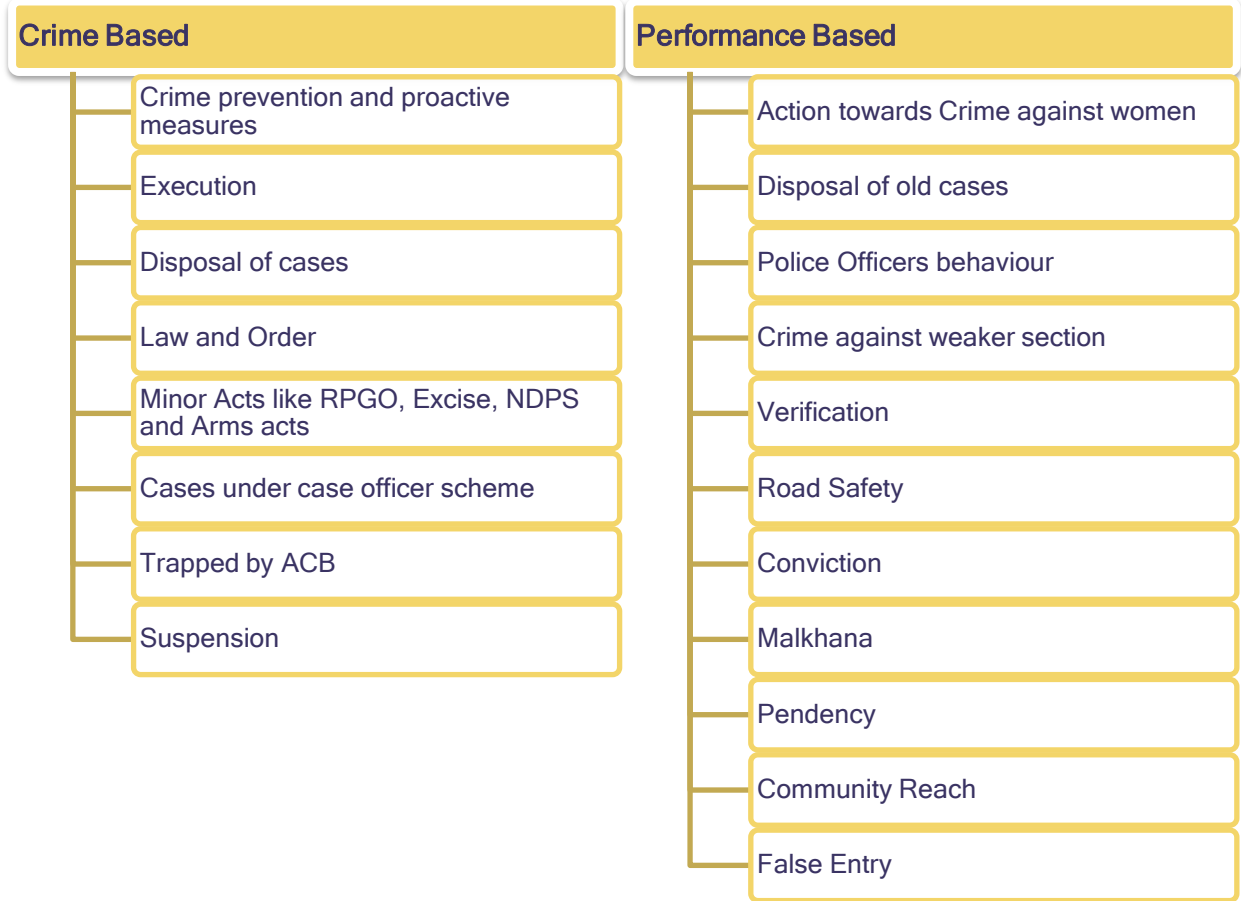 Crime Based
Crime prevention and proactive
measures
Execution
Disposal of cases
Law and Order
Minor Acts like RPGO, Excise, NDPS
and Arms acts
Cases under case officer scheme
Trapped by ACB
Suspension
Performance Based
Action towards Crime against women
Disposal of old cases
Police Officers behaviour
Crime against weaker section
Verification
Road Safety
Conviction
Malkhana
Pendency
Community Reach
False Entry